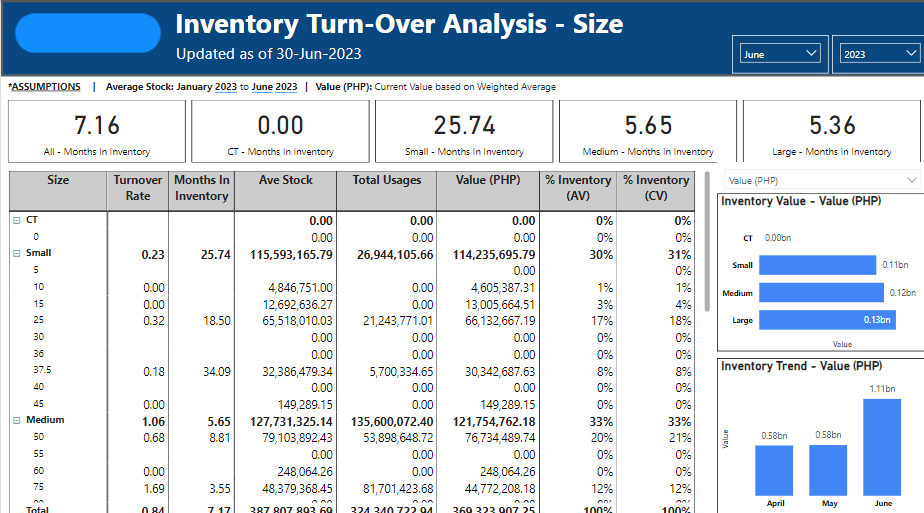 Inventory Turn-Over Analysis - Size
Updated as of 30-Jun-2023
June 2023
*ASSUMPTIONS | Average Stock: January 2023 to June 2023 | Value (PHP): Current Value based on Weighted Average
7.16 0.00 25.74 5.65 5.36
All - Months In Inventory CT - Months In Inventory Small - Months In Inventory Medium - Months In Inventory Large - Months In Inventory
Size Turnover Rate Months In Inventory Ave Stock Total Usages Value (PHP) % Inventory (AV) % Inventory (CV)
CT 0.00 0.00 0.00 0% 0%
0 0.00 0.00 0.00 0% 0%
Small 0.23 25.74 115,593,165.79 26,944,105.66 114,235,695.79 30% 31%
5 0.00 0%
10 0.00 4,846,751.00 0.00 4,605,387.31 1% 1%
15 0.00 12,692,636.27 0.00 13,005,664.51 3% 4%
25 0.32 18.50 65,518,010.03 21,243,771.01 66,132,667.19 17% 18%
30 0.00 0.00 0.00 0% 0%
36 0.00 0.00 0.00 0% 0%
37.5 0.18 34.09 32,386,479.34 5,700,334.65 30,342,687.63 8% 8%
40 0.00 0.00 0.00 0% 0%
45 0.00 149,289.15 0.00 149,289.15 0% 0%
Medium 1.06 5.65 127,731,325.14 135,600,072.40 121,754,762.18 33% 33%
50 0.68 8.81 79,103,892.43 53,898,648.72 76,734,489.74 20% 21%
55 0.00 0.00 0.00 0% 0%
60 0.00 248,064.26 0.00 248,064.26 0% 0%
75 1.69 3.55 48,379,368.45 81,701,423.68 44,772,208.18 12% 12%
Total 0.84 7.17 387,807,893.69 324,340,722.94 369,323,907.25 100% 100%
Value (PHP)
Inventory Value - Value (PHP)
CT 0.00bn
Small 0.11bn
Medium 0.12bn
Large 0.13bn
Value
Inventory Trend - Value (PHP)
1.11bn
0.58bn 0.58bn
Value
April May June